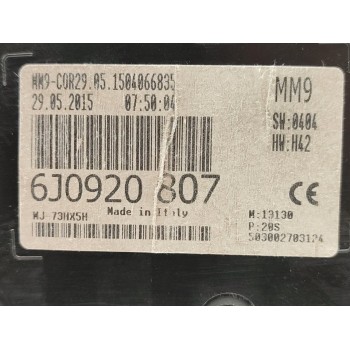 MM9-COR29.05.1504066835
29.05.2015 07:50:04
MM9
SW:0404
HW:H42
6J0920 807
CE
WJ-73HX5H Made in Italy
M:13130
P:20S
503002703124